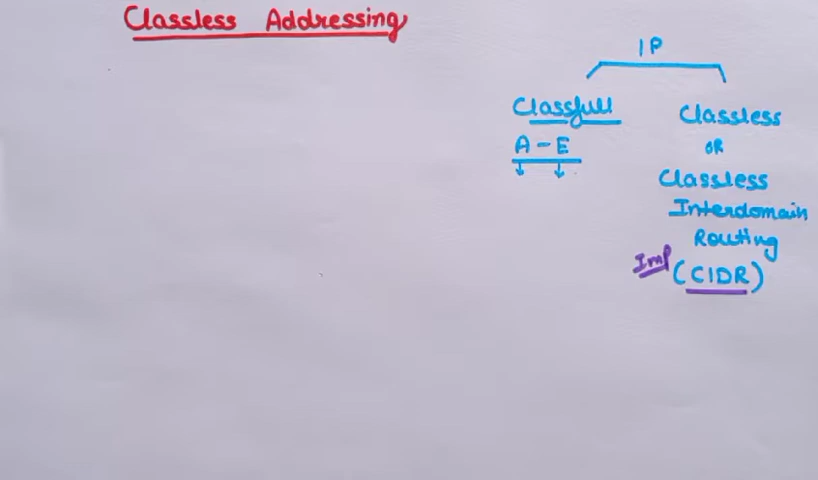 Classless Addressing
IP
Classfull
A - E
Classless
OR
Classless
Interdomain
Routing
Imp (CIDR)